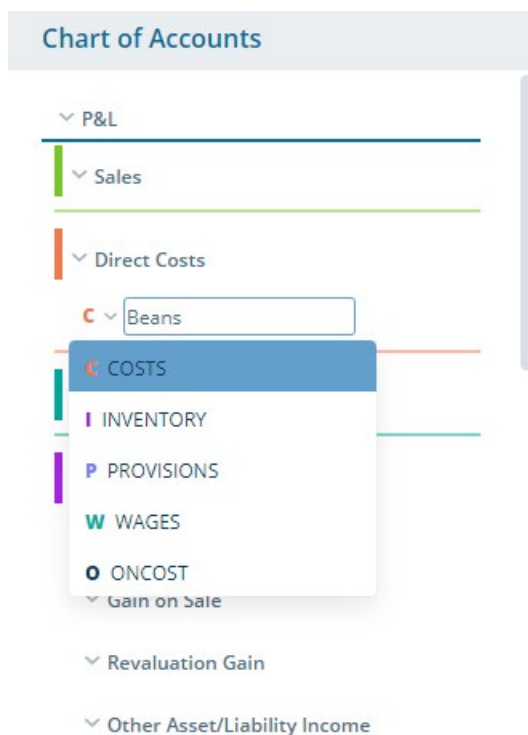 Chart of Accounts
P&L
Sales
Direct Costs
C Beans
C COSTS
I INVENTORY
P PROVISIONS
W WAGES
O ONCOST
Gain on Sale
Revaluation Gain
Other Asset/Liability Income